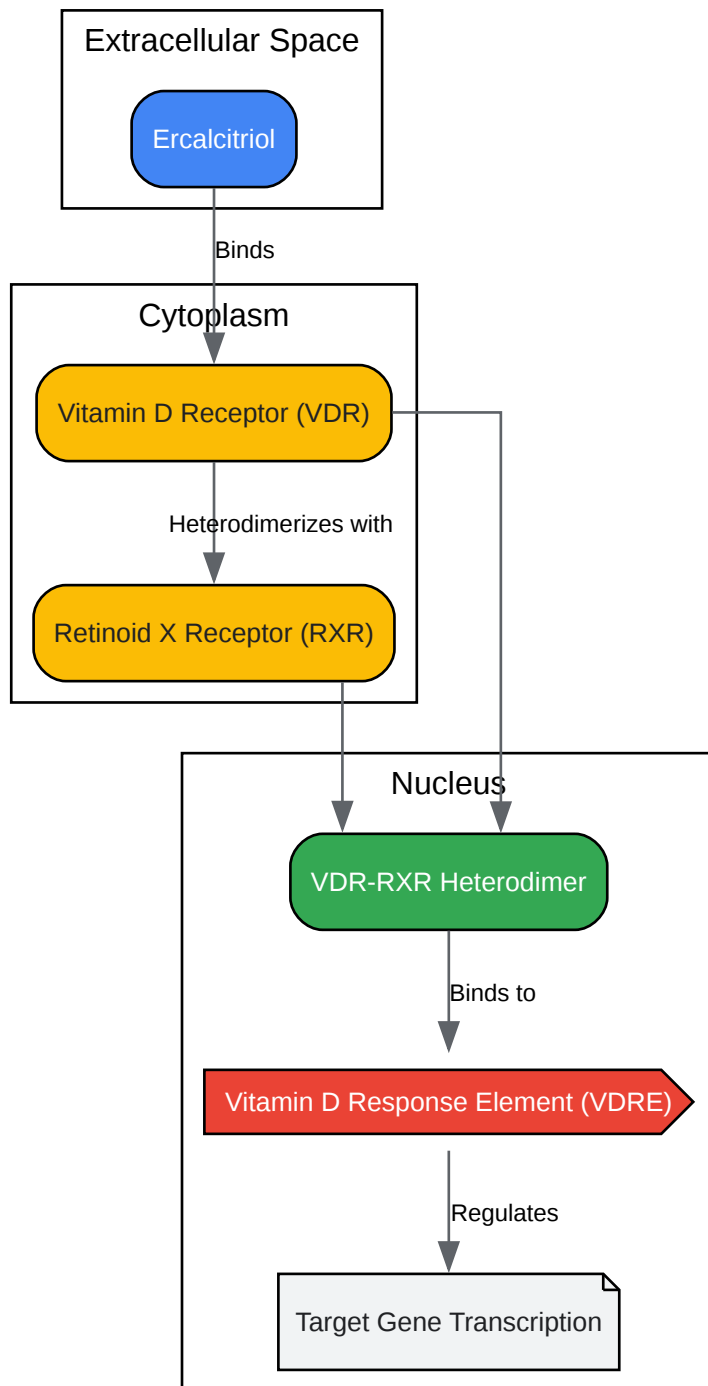 Extracellular Space
Ercalcitriol
Binds
Cytoplasm
Vitamin D Receptor (VDR)
Heterodimerizes with
Retinoid X Receptor (RXR)
Nucleus
VDR-RXR Heterodimer
Binds to
Vitamin D Response Element (VDRE)
Regulates
Target Gene Transcription